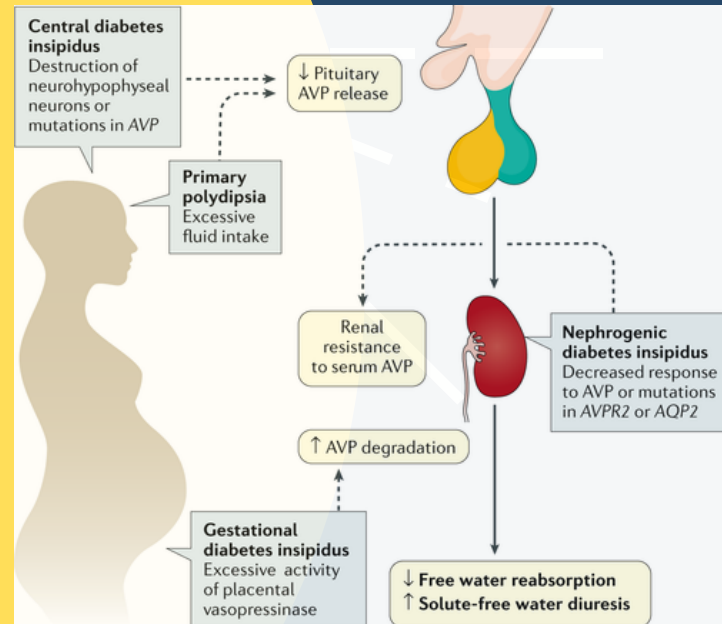 Central diabetes
insipidus
Destruction of
neurohypophyseal
neurons or
mutations in AVP
↓ Pituitary
AVP release
Primary
polydipsia
Excessive
fluid intake
Renal
resistance
to serum AVP
Nephrogenic
diabetes insipidus
Decreased response
to AVP or mutations
in AVPR2 or AQP2
↑ AVP degradation
Gestational
diabetes insipidus
Excessive activity
of placental
vasopressinase
↓ Free water reabsorption
↑ Solute-free water diuresis